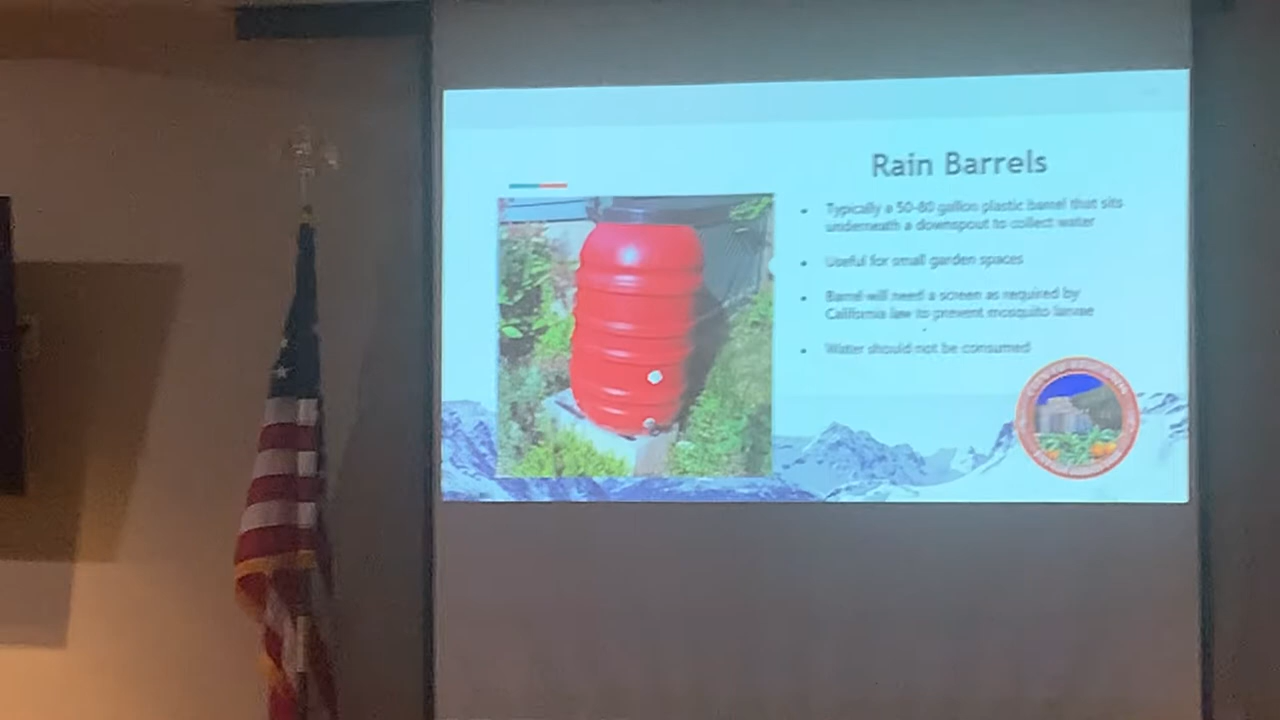 Rain Barrels
• Typically a 50-80 gallon plastic barrel that sits
underneath a downspout to collect water
• Useful for small garden spaces
• Barrel will need a screen as required by
California law to prevent mosquito larvae
• Water should not be consumed